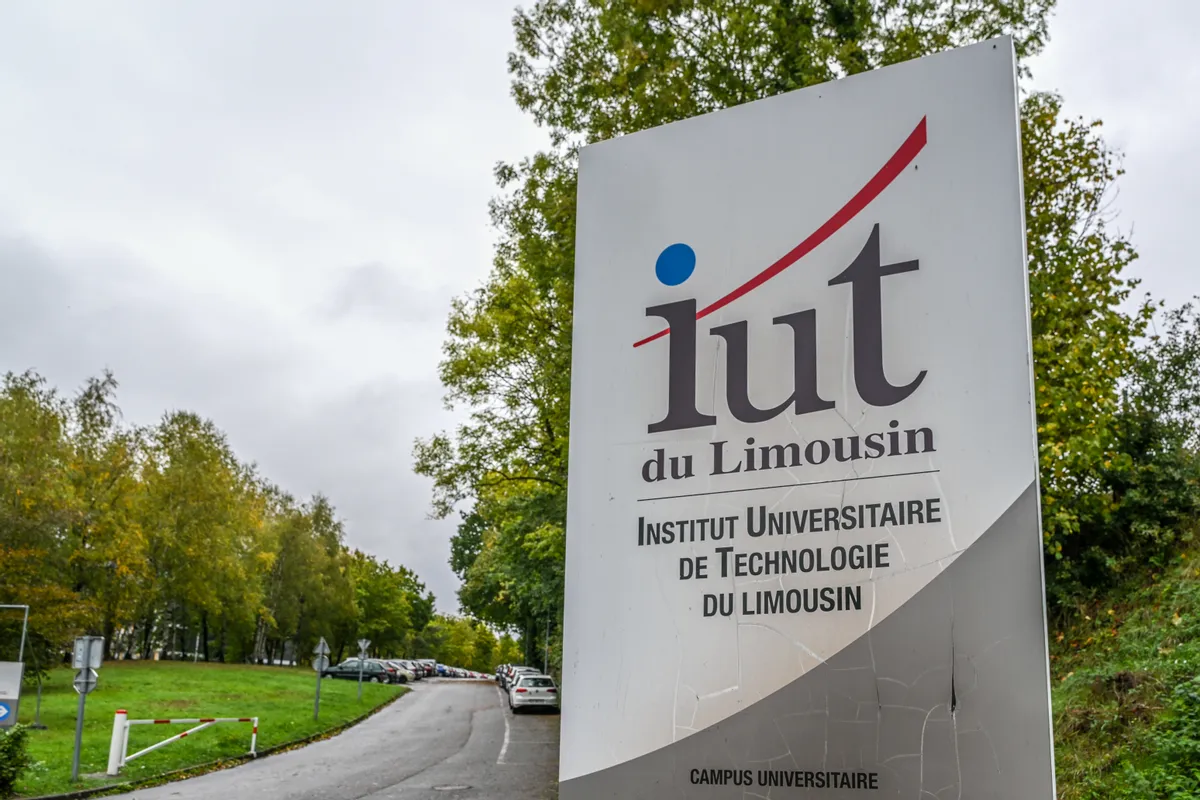 iut
du Limousin
INSTITUT UNIVERSITAIRE
DE TECHNOLOGIE
DU LIMOUSIN
CAMPUS UNIVERSITAIRE